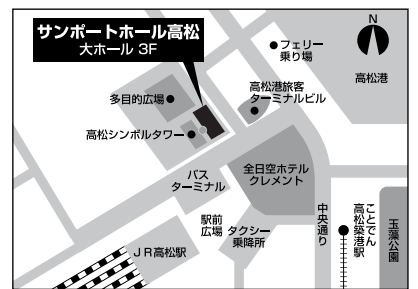 サンポートホール高松
大ホール 3F
N
フェリー
乗り場
高松港
多目的広場
高松港旅客
ターミナルビル
高松シンボルタワー
バス
ターミナル
全日空ホテル
クレメント
駅前
広場
タクシー
乗降所
中央通り
ことでん
高松築港駅
玉藻公園
JR高松駅